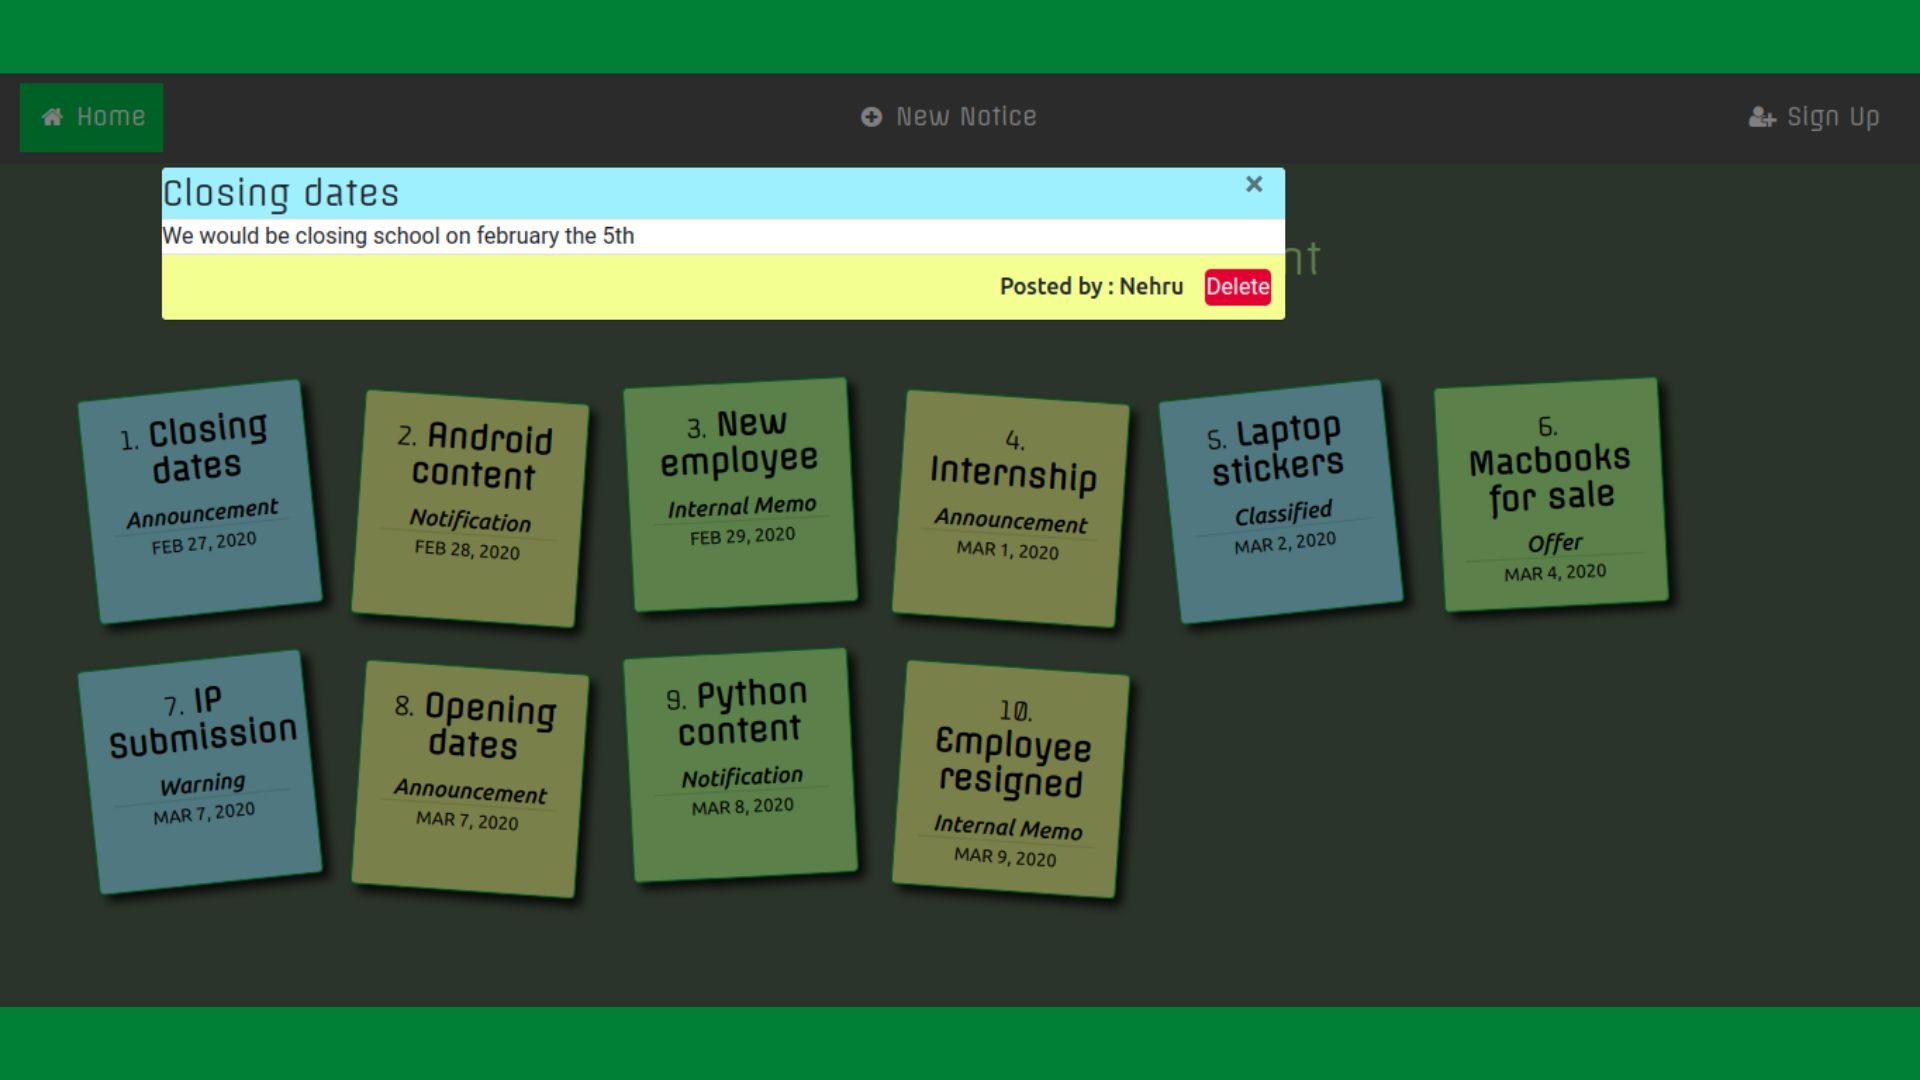 Home
New Notice
Sign Up
Closing dates
×
We would be closing school on february the 5th
Posted by : Nehru Delete
1. Closing
dates
Announcement
FEB 27, 2020
2. Android
content
Notification
FEB 28, 2020
3. New
employee
Internal Memo
FEB 29, 2020
4.
Internship
Announcement
MAR 1, 2020
5. Laptop
stickers
Classified
MAR 2, 2020
6.
Macbooks
for sale
Offer
MAR 4, 2020
7. IP
Submission
Warning
MAR 7, 2020
8. Opening
dates
Announcement
MAR 7, 2020
9. Python
content
Notification
MAR 8, 2020
10.
Employee
resigned
Internal Memo
MAR 9, 2020